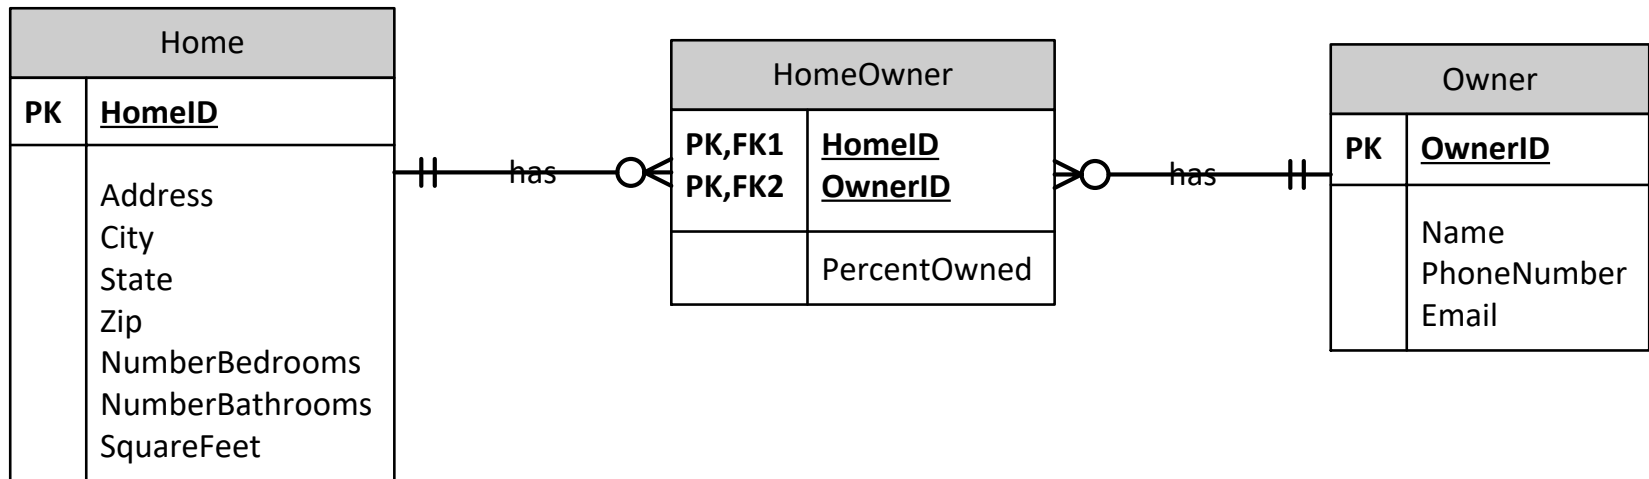 Home
PK HomeID
Address
City
State
Zip
NumberBedrooms
NumberBathrooms
SquareFeet
has
HomeOwner
PK,FK1 HomeID
PK,FK2 OwnerID
PercentOwned
has
Owner
PK OwnerID
Name
PhoneNumber
Email